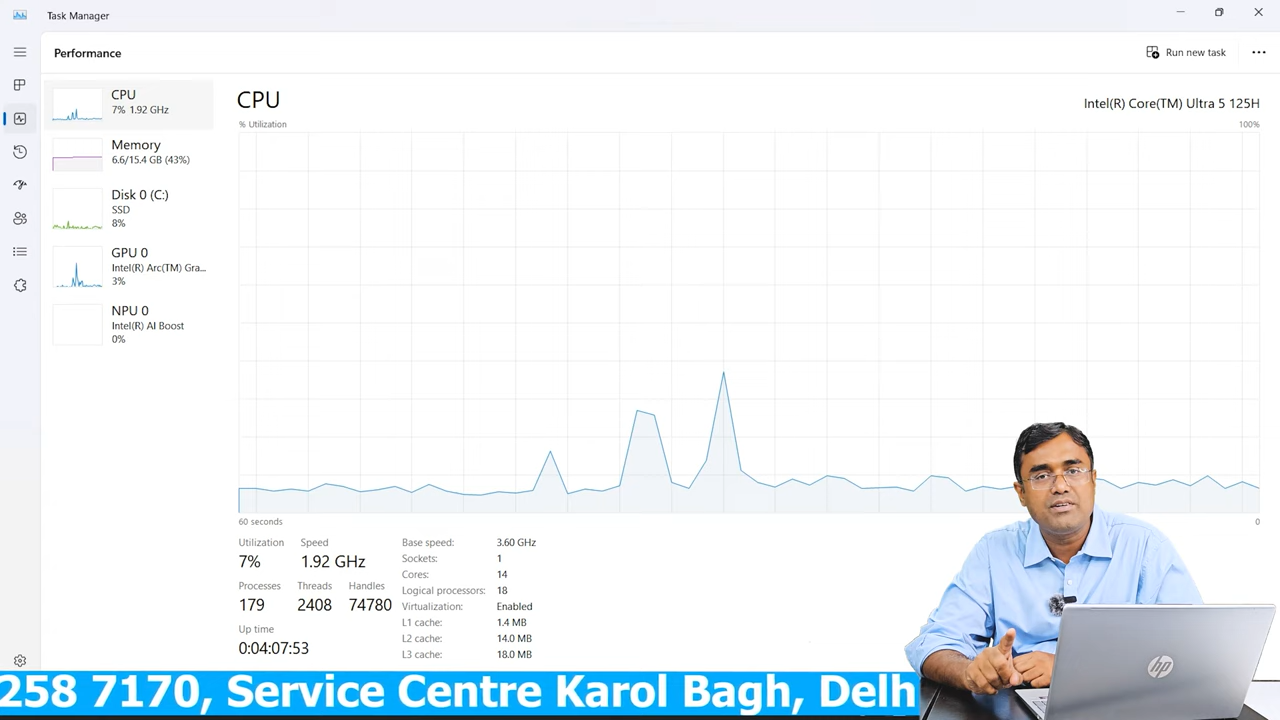 Task Manager
Performance
Run new task
CPU
7% 1.92 GHz
Memory
6.6/15.4 GB (43%)
Disk 0 (C:)
SSD
8%
GPU 0
Intel(R) Arc(TM) Gra...
3%
NPU 0
Intel(R) AI Boost
0%
CPU
Intel(R) Core(TM) Ultra 5 125H
% Utilization
100%
60 seconds
0
Utilization
7%
Speed
1.92 GHz
Processes
179
Threads
2408
Handles
74780
Up time
0:04:07:53
Base speed: 3.60 GHz
Sockets: 1
Cores: 14
Logical processors: 18
Virtualization: Enabled
L1 cache: 1.4 MB
L2 cache: 14.0 MB
L3 cache: 18.0 MB
hp
258 7170, Service Centre Karol Bagh, Delh